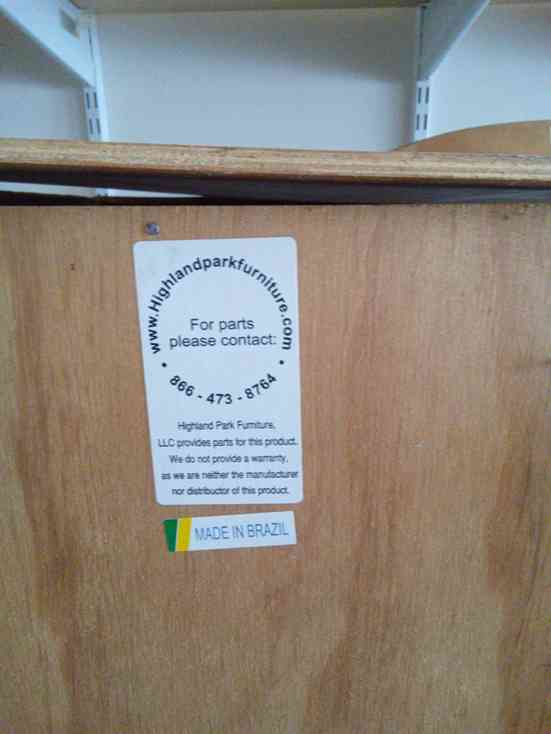 www.Highlandparkfurniture.com
For parts
please contact:
• 866 - 473 - 8764 •
Highland Park Furniture,
LLC provides parts for this product.
We do not provide a warranty,
as we are neither the manufacturer
nor distribuctor of this product.
MADE IN BRAZIL